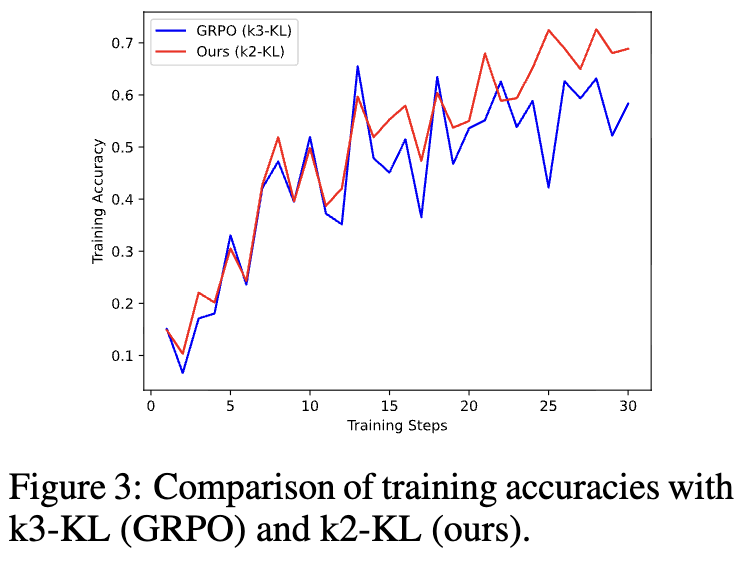 GRPO (k3-KL)
Ours (k2-KL)
0.7
0.6
0.5
0.4
0.3
0.2
0.1
Training Accuracy
0 5 10 15 20 25 30
Training Steps
Figure 3: Comparison of training accuracies with
k3-KL (GRPO) and k2-KL (ours).